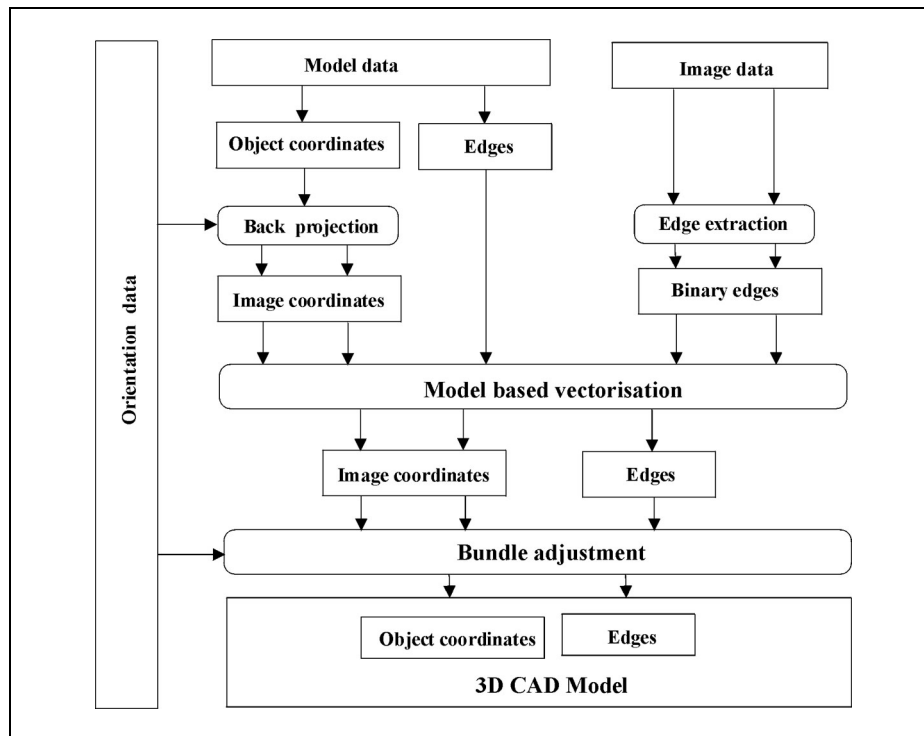 Orientation data
Model data
Image data
Object coordinates
Edges
Back projection
Edge extraction
Image coordinates
Binary edges
Model based vectorisation
Image coordinates
Edges
Bundle adjustment
Object coordinates
Edges
3D CAD Model